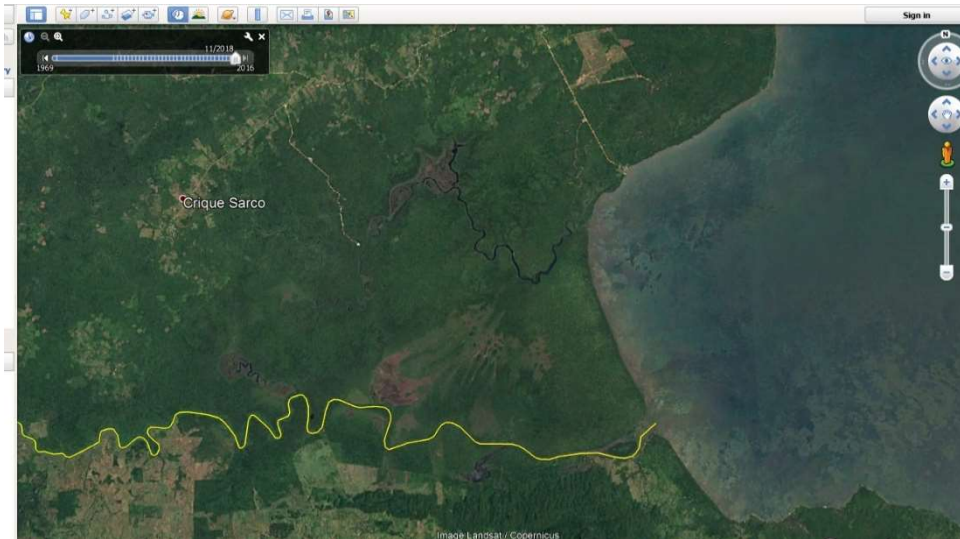 Sign in
11/2018
1969 2016
N
Crique Sarco
Image Landsat / Copernicus